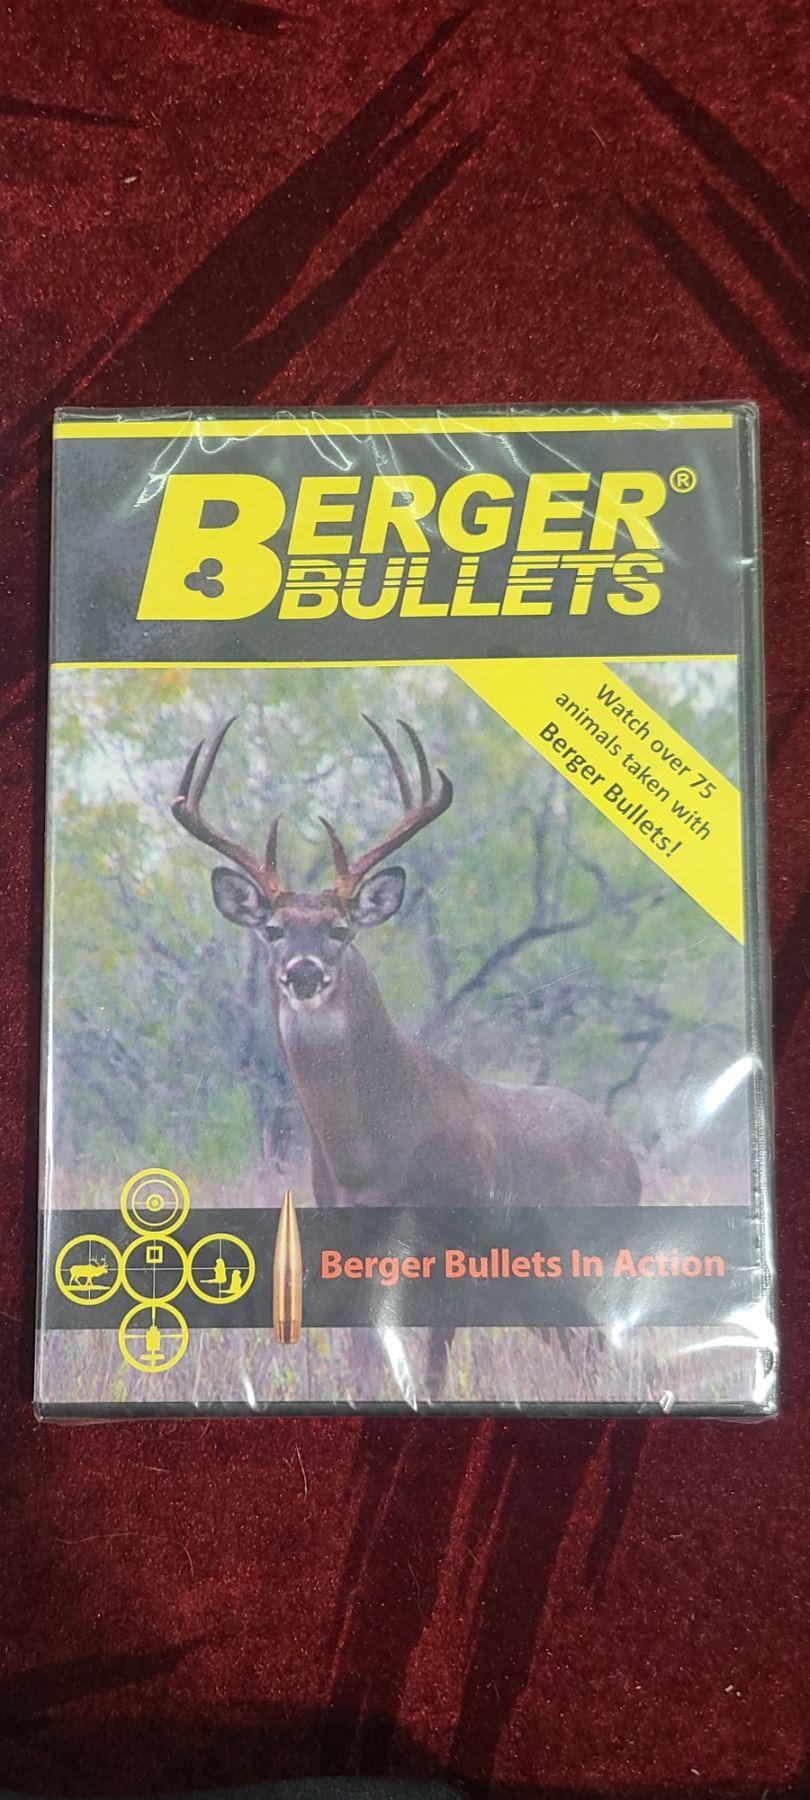 BERGER®
BULLETS
Watch over 75
animals taken with
Berger Bullets!
Berger Bullets In Action